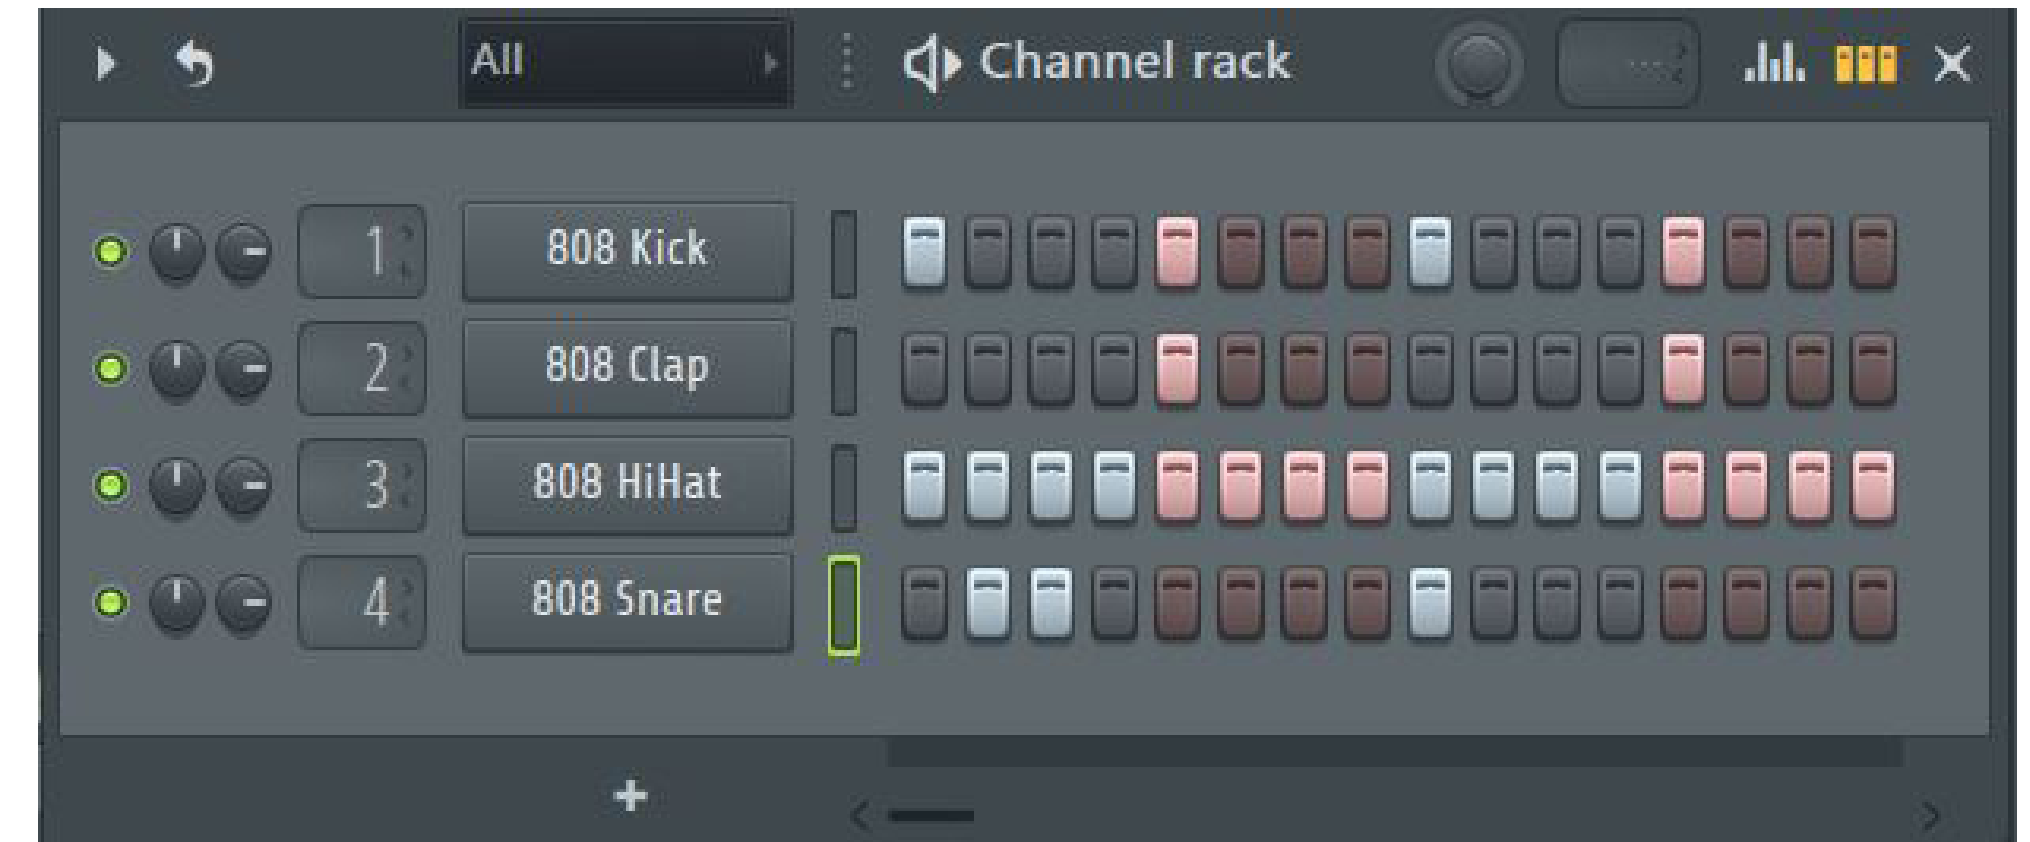 All Channel rack ---
1 808 Kick
2 808 Clap
3 808 HiHat
4 808 Snare